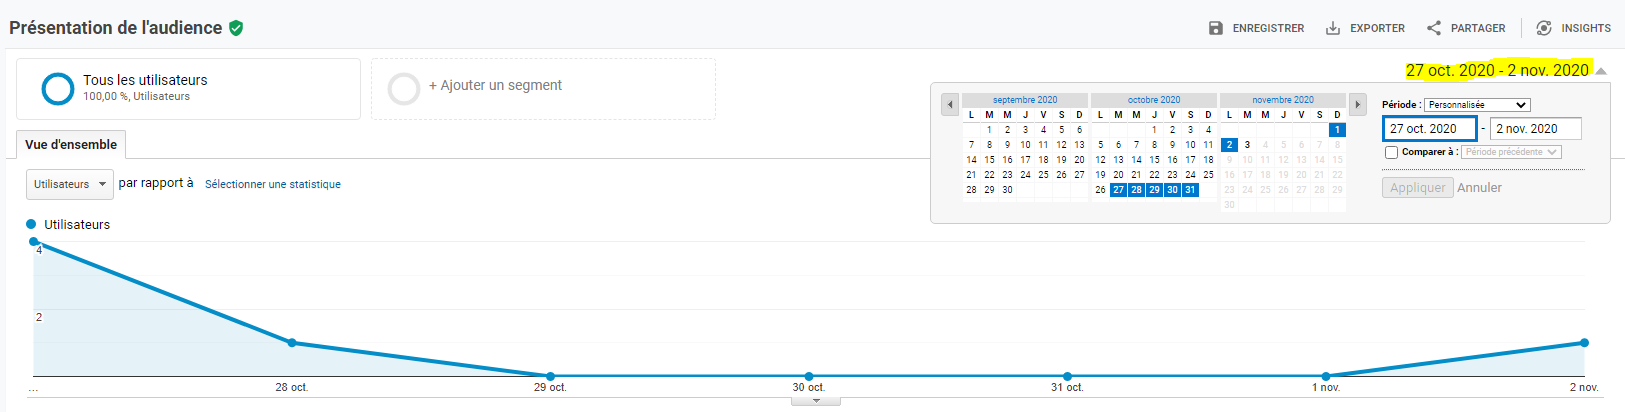 Présentation de l'audience
ENREGISTRER EXPORTER PARTAGER INSIGHTS
Tous les utilisateurs
100,00 %, Utilisateurs
+ Ajouter un segment
27 oct. 2020 - 2 nov. 2020
septembre 2020 octobre 2020 novembre 2020
L M M J V S D L M M J V S D L M M J V S D
1 2 3 4 5 6 1 2 3 4 1
7 8 9 10 11 12 13 5 6 7 8 9 10 11 2 3 4 5 6 7 8
14 15 16 17 18 19 20 12 13 14 15 16 17 18 9 10 11 12 13 14 15
21 22 23 24 25 26 27 19 20 21 22 23 24 25 16 17 18 19 20 21 22
28 29 30 26 27 28 29 30 31 23 24 25 26 27 28 29
30
Période : Personnalisée
27 oct. 2020 - 2 nov. 2020
Comparer à : Période précédente
Appliquer Annuler
Vue d'ensemble
Utilisateurs par rapport à Sélectionner une statistique
Utilisateurs
4
2
... 28 oct. 29 oct. 30 oct. 31 oct. 1 nov. 2 nov.